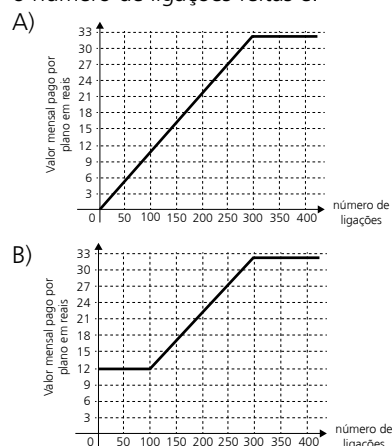 o número de ligações feitas é:
A)
Valor mensal pago por
plano em reais
33
30
27
24
21
18
15
12
9
6
3
0 50 100 150 200 250 300 350 400
número de
ligações
B)
Valor mensal pago por
plano em reais
33
30
27
24
21
18
15
12
9
6
3
0 50 100 150 200 250 300 350 400
número de
ligações